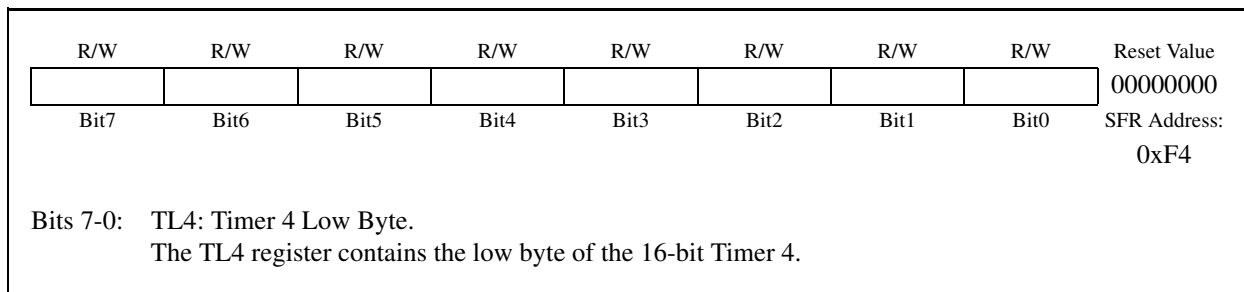 R/W R/W R/W R/W R/W R/W R/W R/W Reset Value
00000000
Bit7 Bit6 Bit5 Bit4 Bit3 Bit2 Bit1 Bit0 SFR Address:
0xF4
Bits 7-0: TL4: Timer 4 Low Byte.
The TL4 register contains the low byte of the 16-bit Timer 4.